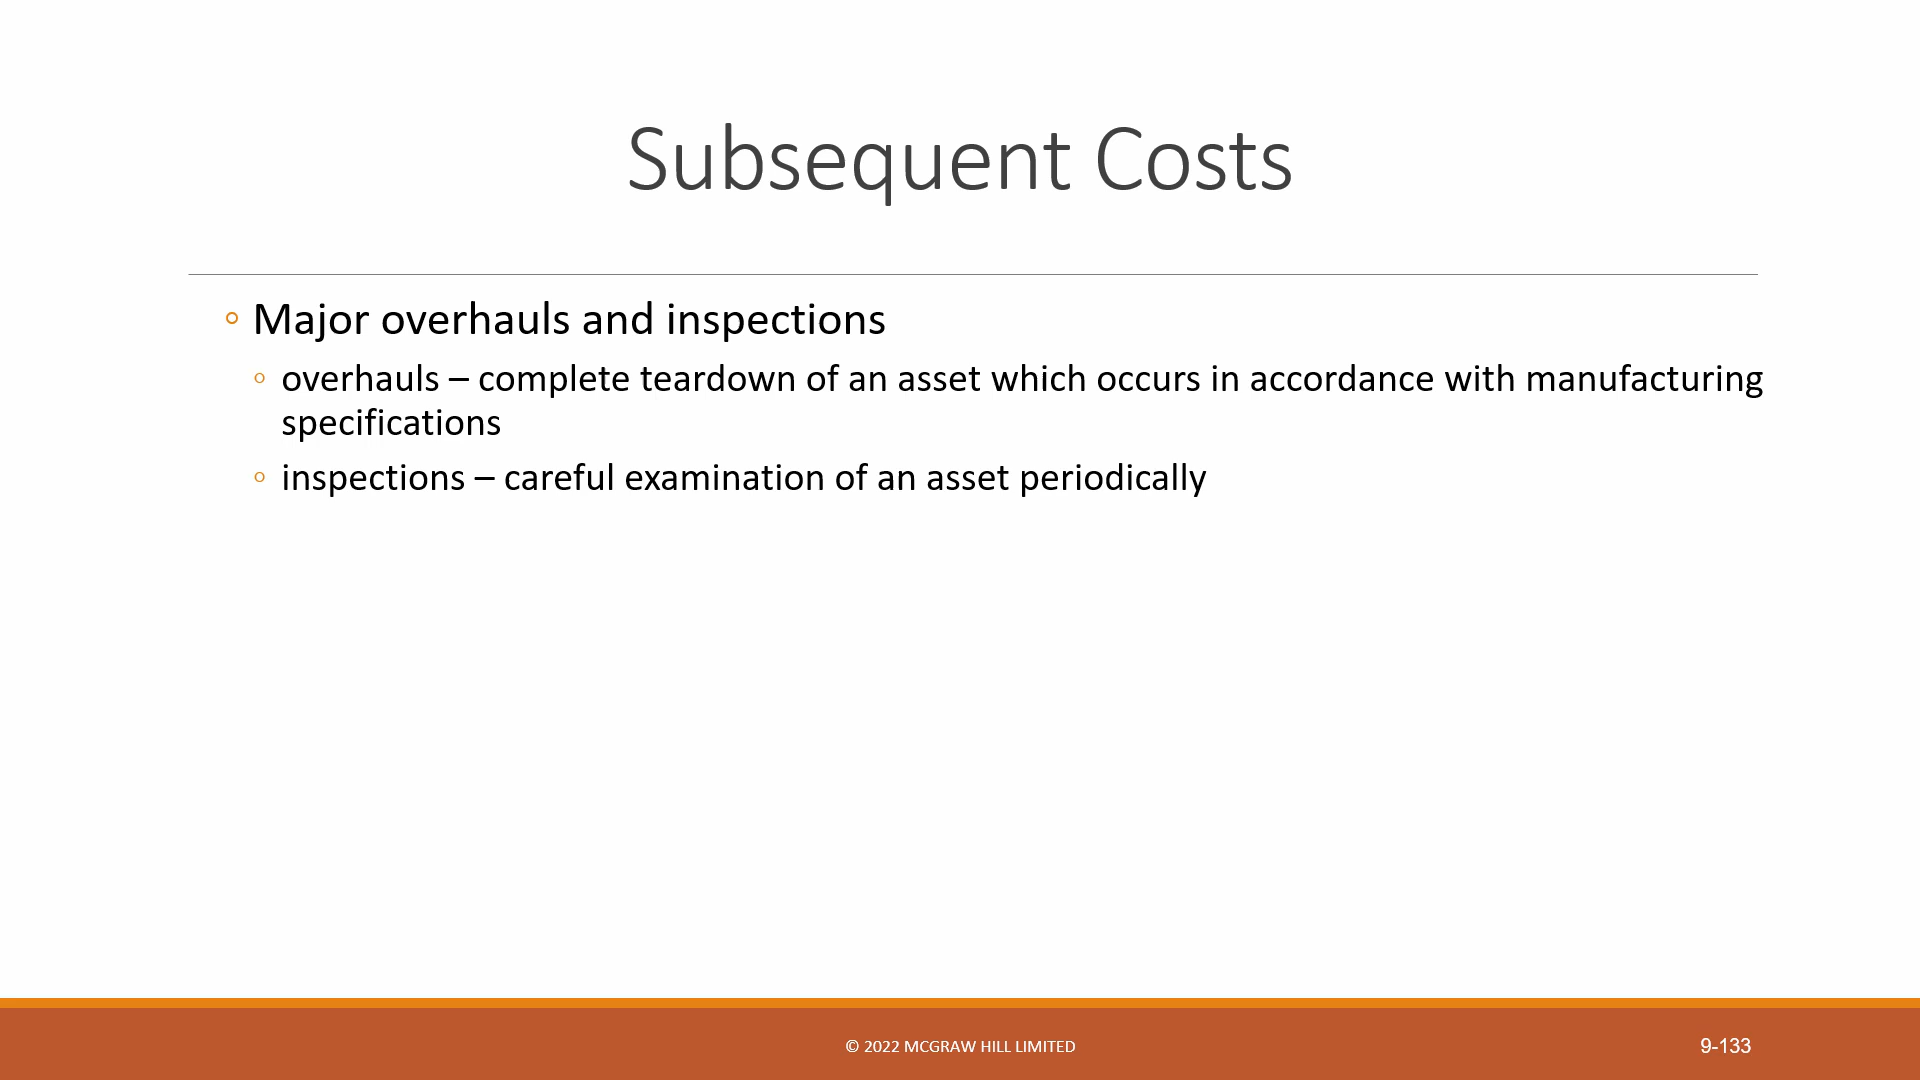 Subsequent Costs
Major overhauls and inspections
overhauls – complete teardown of an asset which occurs in accordance with manufacturing
specifications
inspections – careful examination of an asset periodically
© 2022 MCGRAW HILL LIMITED
9-133